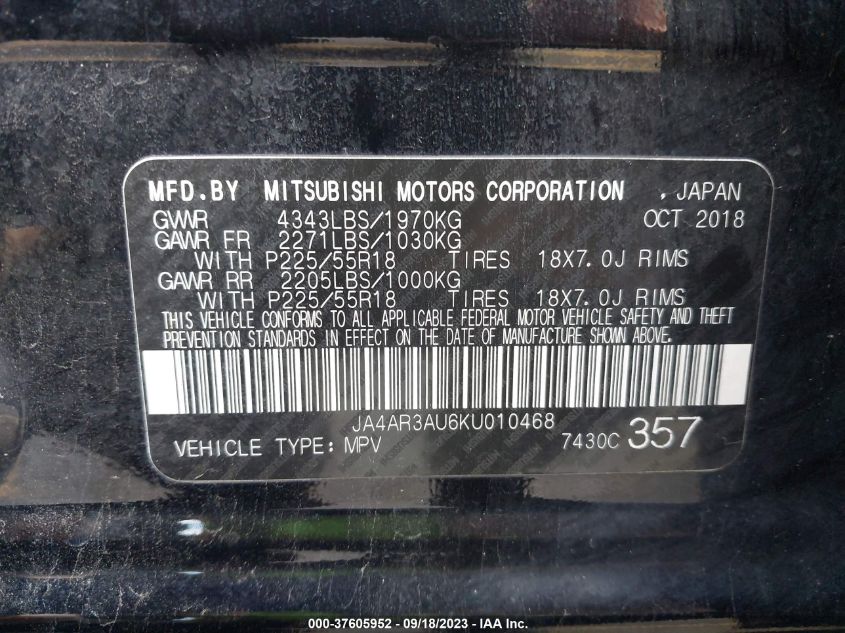 MFD.BY MITSUBISHI MOTORS CORPORATION , JAPAN
GVWR 4343LBS/1970KG OCT 2018
GAWR FR 2271LBS/1030KG
WITH P225/55R18 TIRES 18X7.0J RIMS
GAWR RR 2205LBS/1000KG
WITH P225/55R18 TIRES 18X7.0J RIMS
THIS VEHICLE CONFORMS TO ALL APPLICABLE FEDERAL MOTOR VEHICLE SAFETY AND THEFT
PREVENTION STANDARDS IN EFFECT ON THE DATE OF MANUFACTURE SHOWN ABOVE.
JA4AR3AU6KU010468
VEHICLE TYPE: MPV 7430C 357
000-37605952 - 09/18/2023 - © IAA Inc.